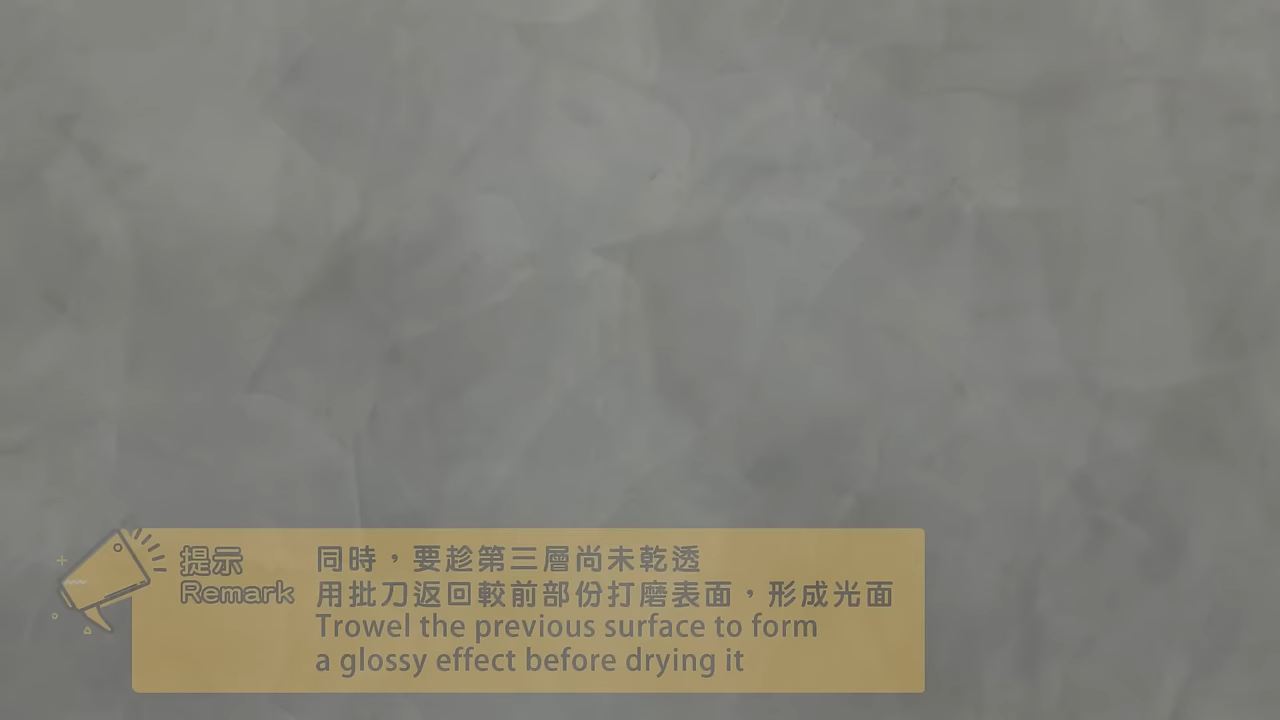 提示
Remark
同時，要趁第三層尚未乾透
用批刀返回較前部份打磨表面，形成光面
Trowel the previous surface to form
a glossy effect before drying it